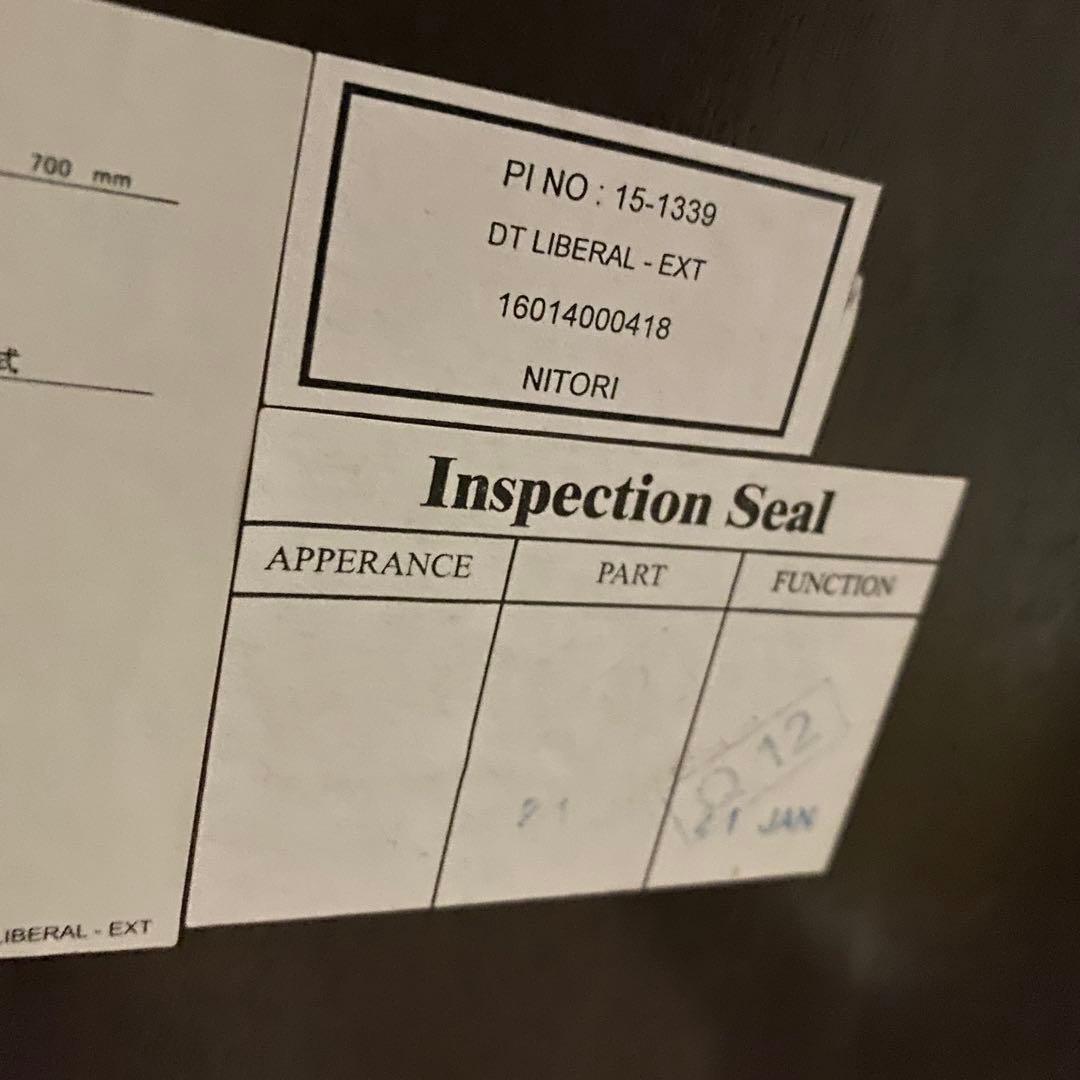 700 mm
式
IBERAL - EXT
PI NO : 15-1339
DT LIBERAL - EXT
16014000418
NITORI
Inspection Seal
APPERANCE PART FUNCTION
Q 12
21
21 JAN